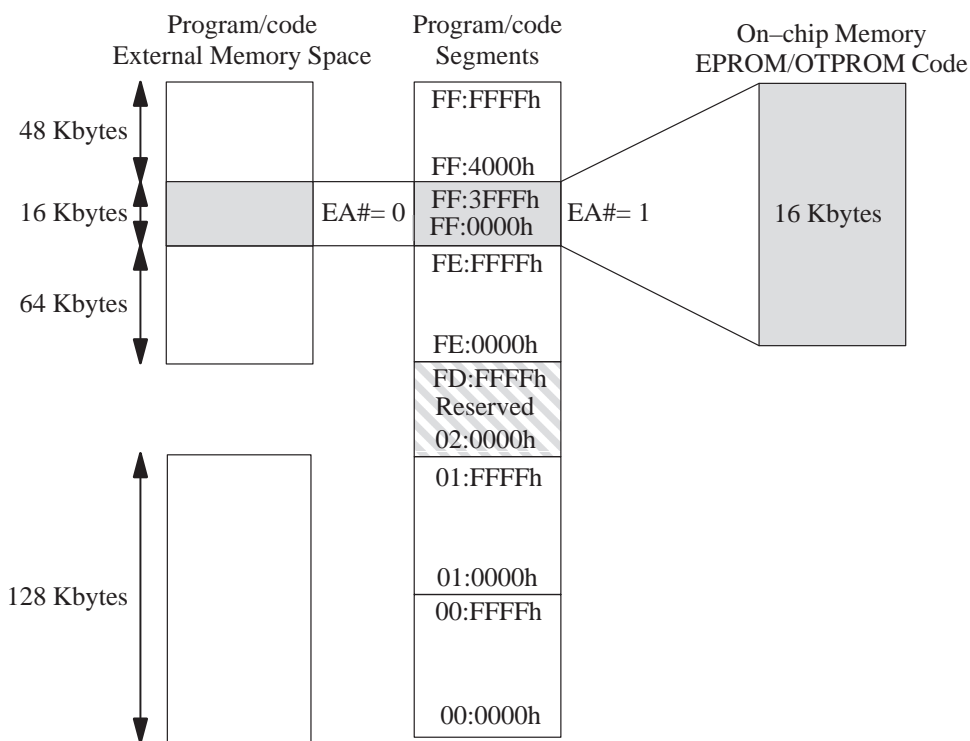 Program/code
External Memory Space
Program/code
Segments
On–chip Memory
EPROM/OTPROM Code
48 Kbytes
16 Kbytes
64 Kbytes
128 Kbytes
EA#= 0
FF:FFFFh
FF:4000h
FF:3FFFh
FF:0000h
FE:FFFFh
FE:0000h
FD:FFFFh
Reserved
02:0000h
01:FFFFh
01:0000h
00:FFFFh
00:0000h
EA#= 1
16 Kbytes